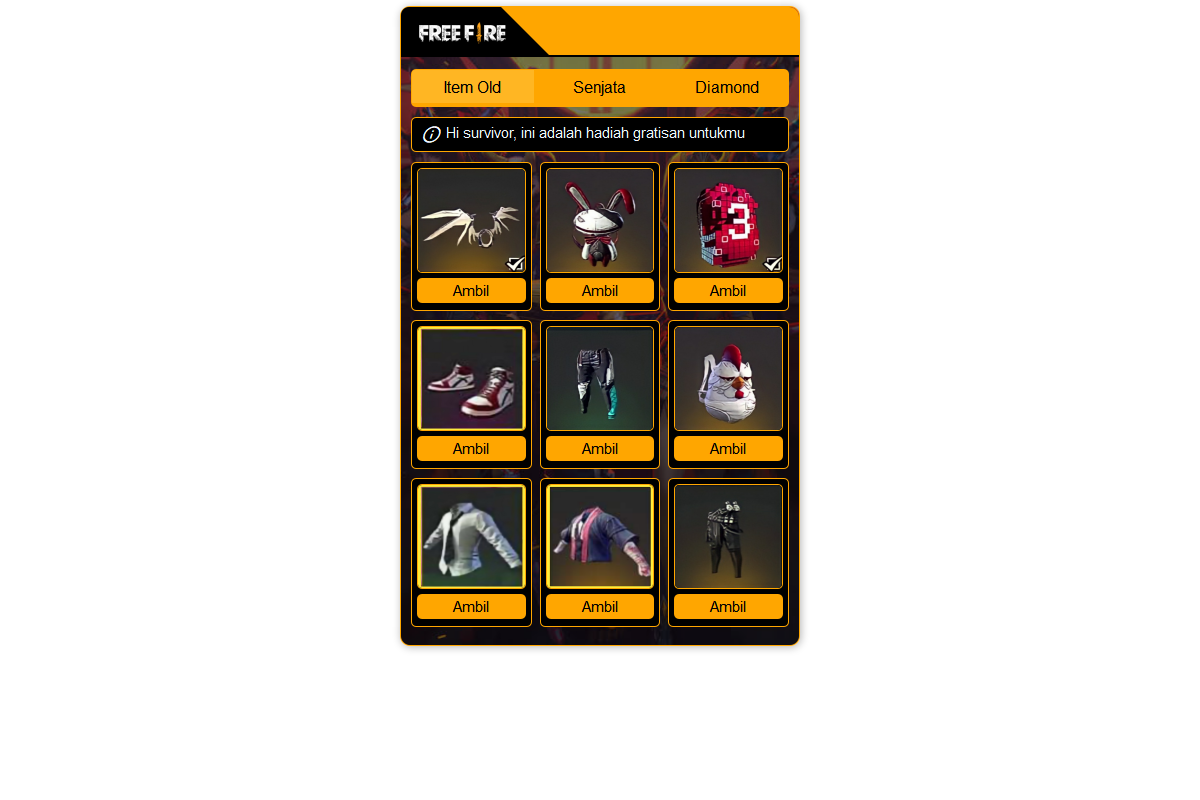 FREE FIRE
Item Old
Senjata
Diamond
Hi survivor, ini adalah hadiah gratisan untukmu
3
Ambil
Ambil
Ambil
Ambil
Ambil
Ambil
Ambil
Ambil
Ambil